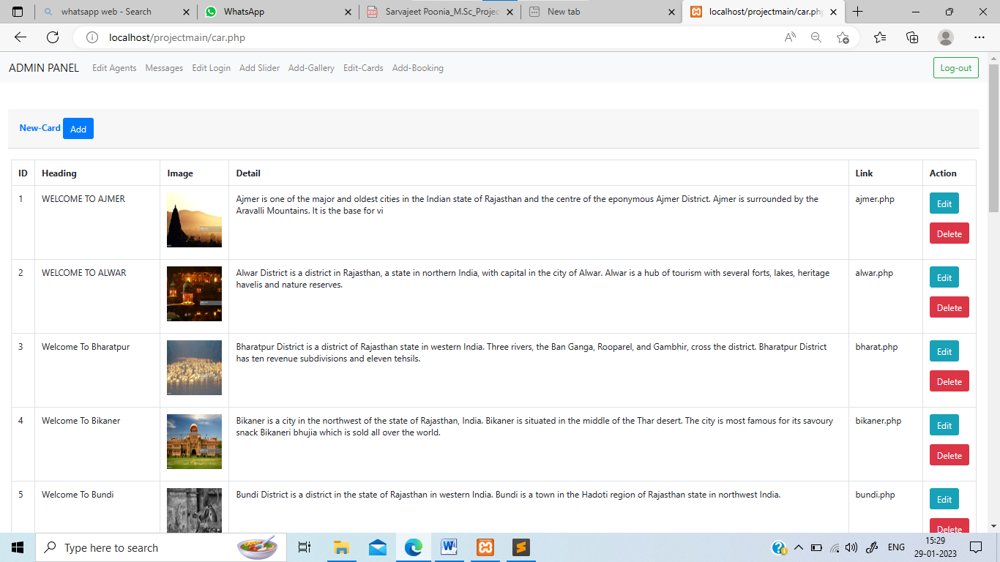 whatsapp web - Search
WhatsApp
Sarvajeet Poonia_M.Sc_Projec
New tab
localhost/projectmain/car.php
localhost/projectmain/car.php
ADMIN PANEL Edit Agents Messages Edit Login Add Slider Add-Gallery Edit-Cards Add-Booking Log-out
New-Card Add
ID Heading Image Detail Link Action
1 WELCOME TO AJMER Ajmer is one of the major and oldest cities in the Indian state of Rajasthan and the centre of the eponymous Ajmer District. Ajmer is surrounded by the ajmer.php Edit
Aravalli Mountains. It is the base for vi
Delete
2 WELCOME TO ALWAR Alwar District is a district in Rajasthan, a state in northern India, with capital in the city of Alwar. Alwar is a hub of tourism with several forts, lakes, heritage alwar.php Edit
havelis and nature reserves.
Delete
3 Welcome To Bharatpur Bharatpur District is a district of Rajasthan state in western India. Three rivers, the Ban Ganga, Rooparel, and Gambhir, cross the district. Bharatpur District bharat.php Edit
has ten revenue subdivisions and eleven tehsils.
Delete
4 Welcome To Bikaner Bikaner is a city in the northwest of the state of Rajasthan, India. Bikaner is situated in the middle of the Thar desert. The city is most famous for its savoury bikaner.php Edit
snack Bikaneri bhujia which is sold all over the world.
Delete
5 Welcome To Bundi Bundi District is a district in the state of Rajasthan in western India. Bundi is a town in the Hadoti region of Rajasthan state in northwest India. bundi.php Edit
Delete
Type here to search
ENG
15:29
29-01-2023